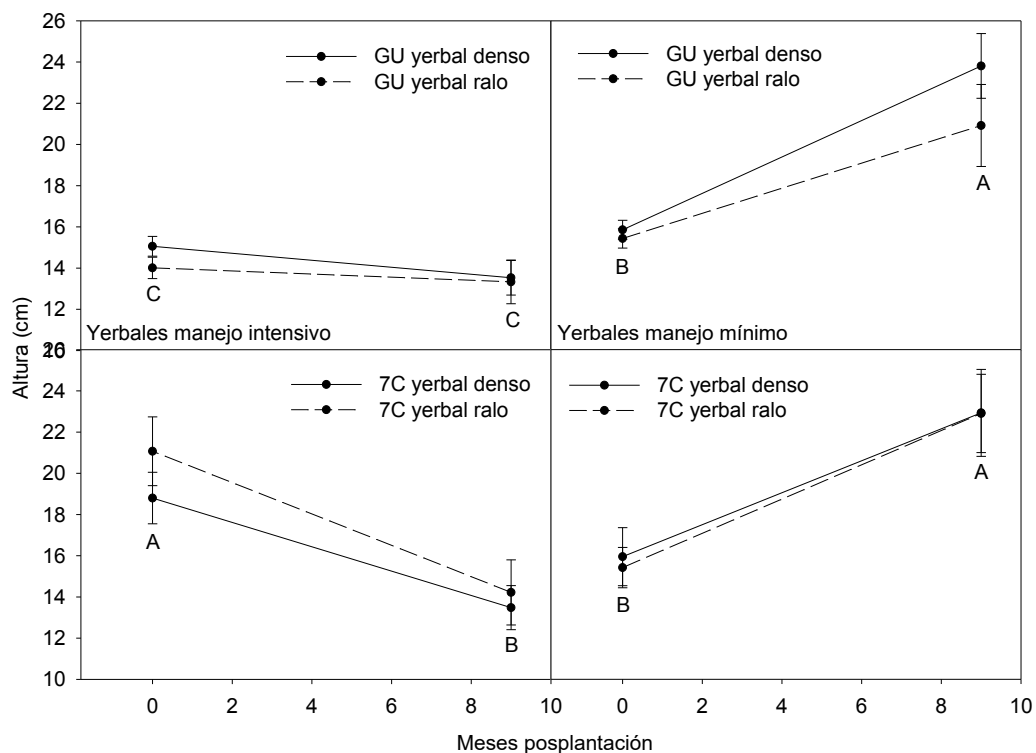 26
24
22
20
18
16
14
12
GU yerbal denso
GU yerbal ralo
C
C
Yerbales manejo intensivo
GU yerbal denso
GU yerbal ralo
B
A
Yerbales manejo mínimo
Altura (cm)
26
24
22
20
18
16
14
12
10
7C yerbal denso
7C yerbal ralo
A
B
7C yerbal denso
7C yerbal ralo
B
A
0 2 4 6 8 10
0 2 4 6 8 10
Meses posplantación